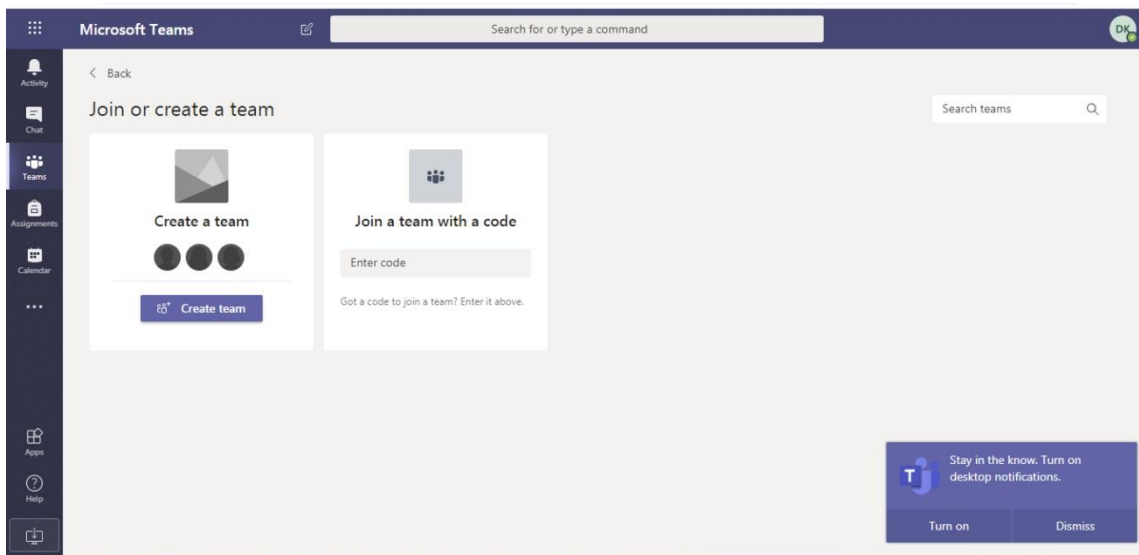 Microsoft Teams
Search for or type a command
DK
Activity
Chat
Teams
Assignments
Calendar
Apps
Help
Back
Join or create a team
Search teams
Create a team
Create team
Join a team with a code
Enter code
Got a code to join a team? Enter it above.
T
Stay in the know. Turn on
desktop notifications.
Turn on
Dismiss